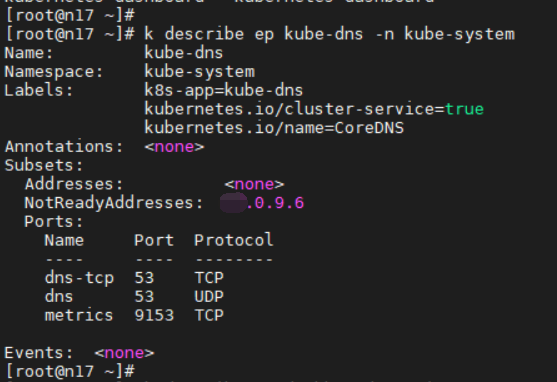 [root@n17 ~]#
[root@n17 ~]# k describe ep kube-dns -n kube-system
Name:         kube-dns
Namespace:    kube-system
Labels:       k8s-app=kube-dns
              kubernetes.io/cluster-service=true
              kubernetes.io/name=CoreDNS
Annotations:  <none>
Subsets:
  Addresses:          <none>
  NotReadyAddresses:  .0.9.6
  Ports:
    Name     Port  Protocol
    ----     ----  --------
    dns-tcp  53    TCP
    dns      53    UDP
    metrics  9153  TCP
Events:  <none>
[root@n17 ~]#